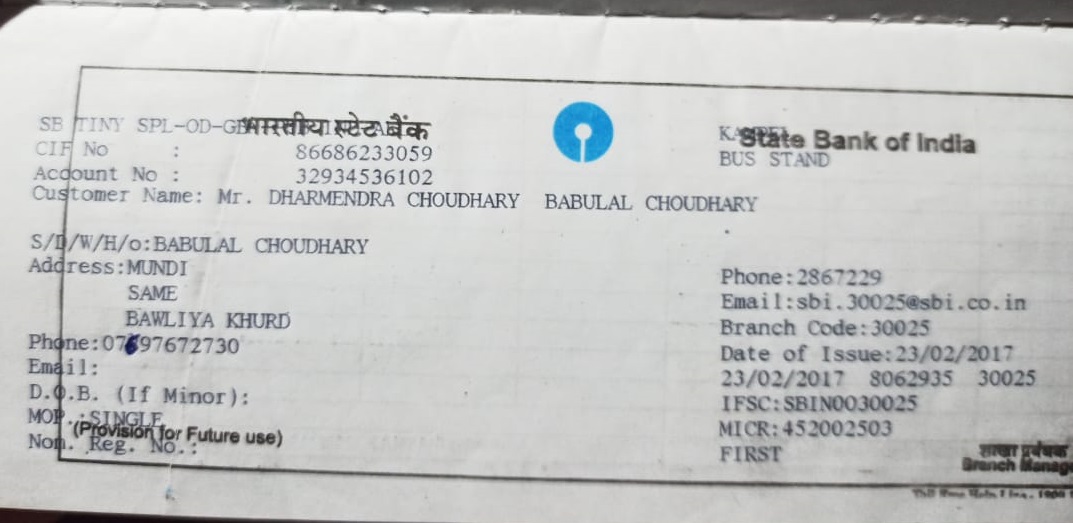 भारतीय स्टेट बैंक
State Bank of India
SB TINY SPL-OD-
BUS STAND
CIF No : 86686233059
Account No : 32934536102
Customer Name: Mr. DHARMENDRA CHOUDHARY BABULAL CHOUDHARY
S/D/W/H/o:BABULAL CHOUDHARY
Address:MUNDI
SAME
BAWLIYA KHURD
Phone:07697672730
Email:
D.O.B. (If Minor):
MOP.:SINGLE
(Provision for Future use)
Nom. Reg. No.:
Phone:2867229
Email:sbi.30025@sbi.co.in
Branch Code:30025
Date of Issue:23/02/2017
23/02/2017 8062935 30025
IFSC:SBIN0030025
MICR:452002503
FIRST
शाखा प्रबंधक
Branch